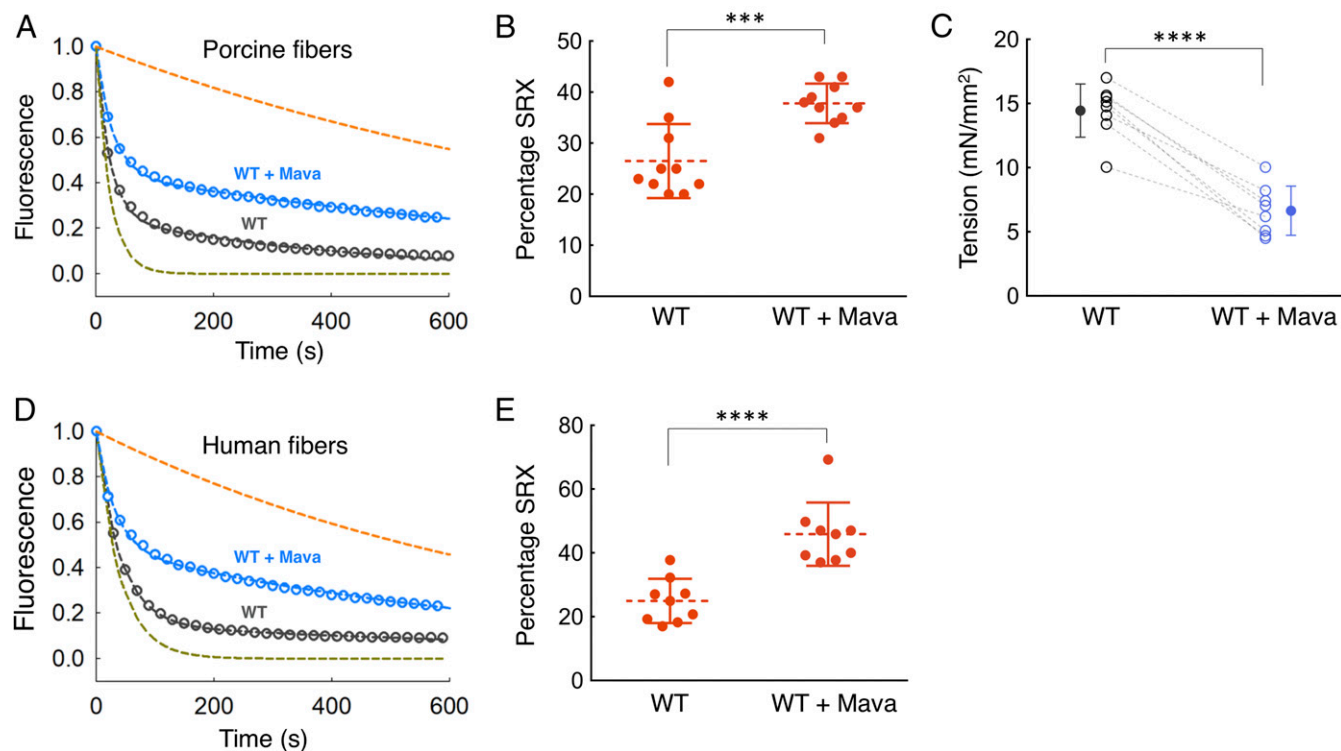 A
Porcine fibers
Fluorescence
1.0
0.8
0.6
0.4
0.2
0.0
WT + Mava
WT
0
200
400
600
Time (s)
B
***
Percentage SRX
50
40
30
20
10
0
WT
WT + Mava
C
****
Tension (mN/mm²)
20
15
10
5
0
WT
WT + Mava
D
Human fibers
Fluorescence
1.0
0.8
0.6
0.4
0.2
0.0
WT + Mava
WT
0
200
400
600
Time (s)
E
****
Percentage SRX
80
60
40
20
0
WT
WT + Mava